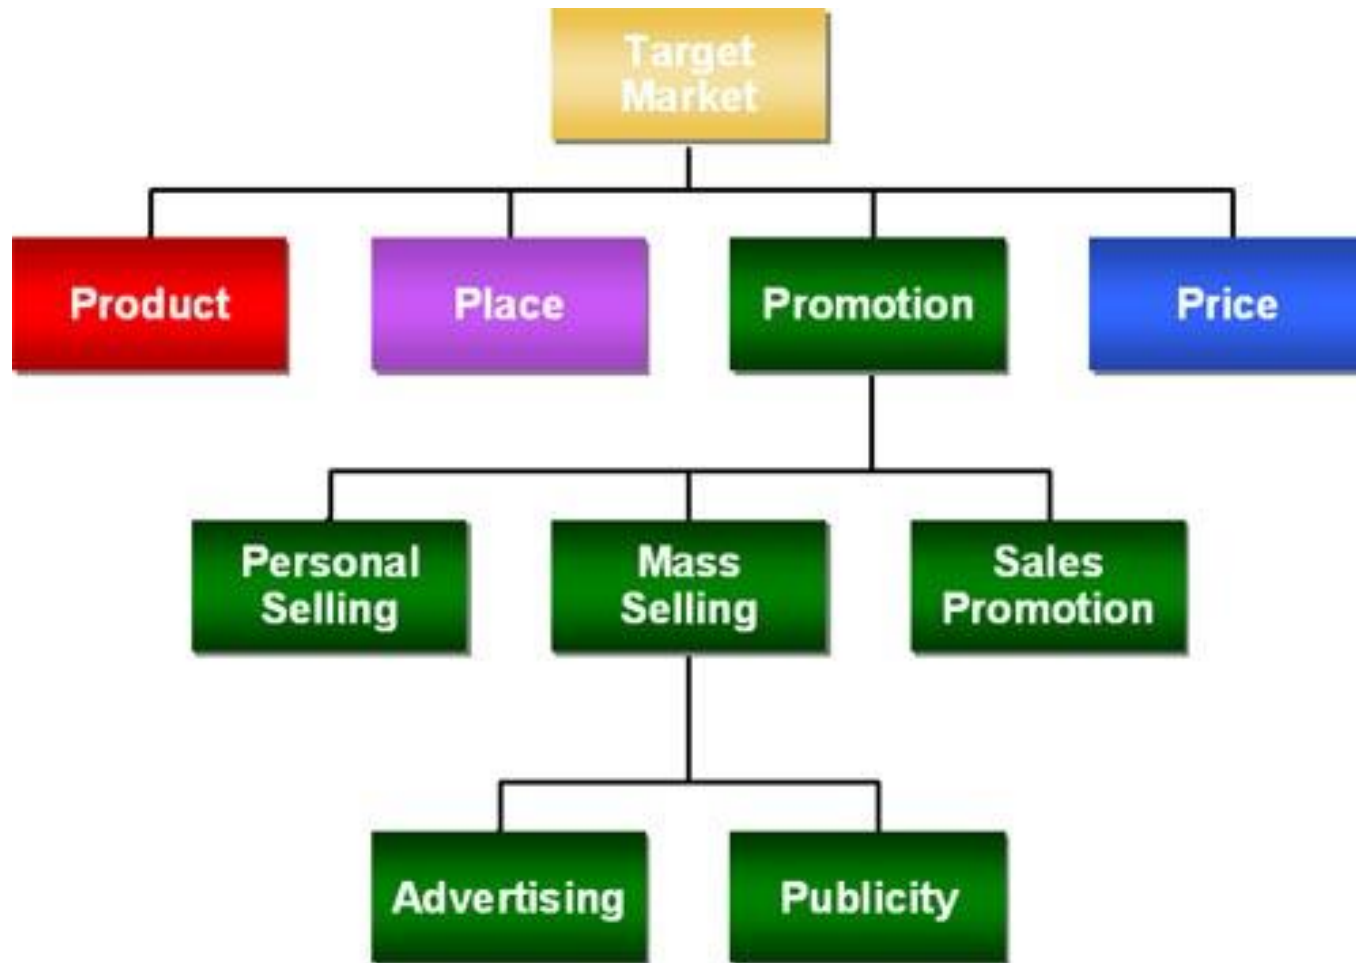 Target
Market
Product
Place
Promotion
Price
Personal
Selling
Mass
Selling
Sales
Promotion
Advertising
Publicity